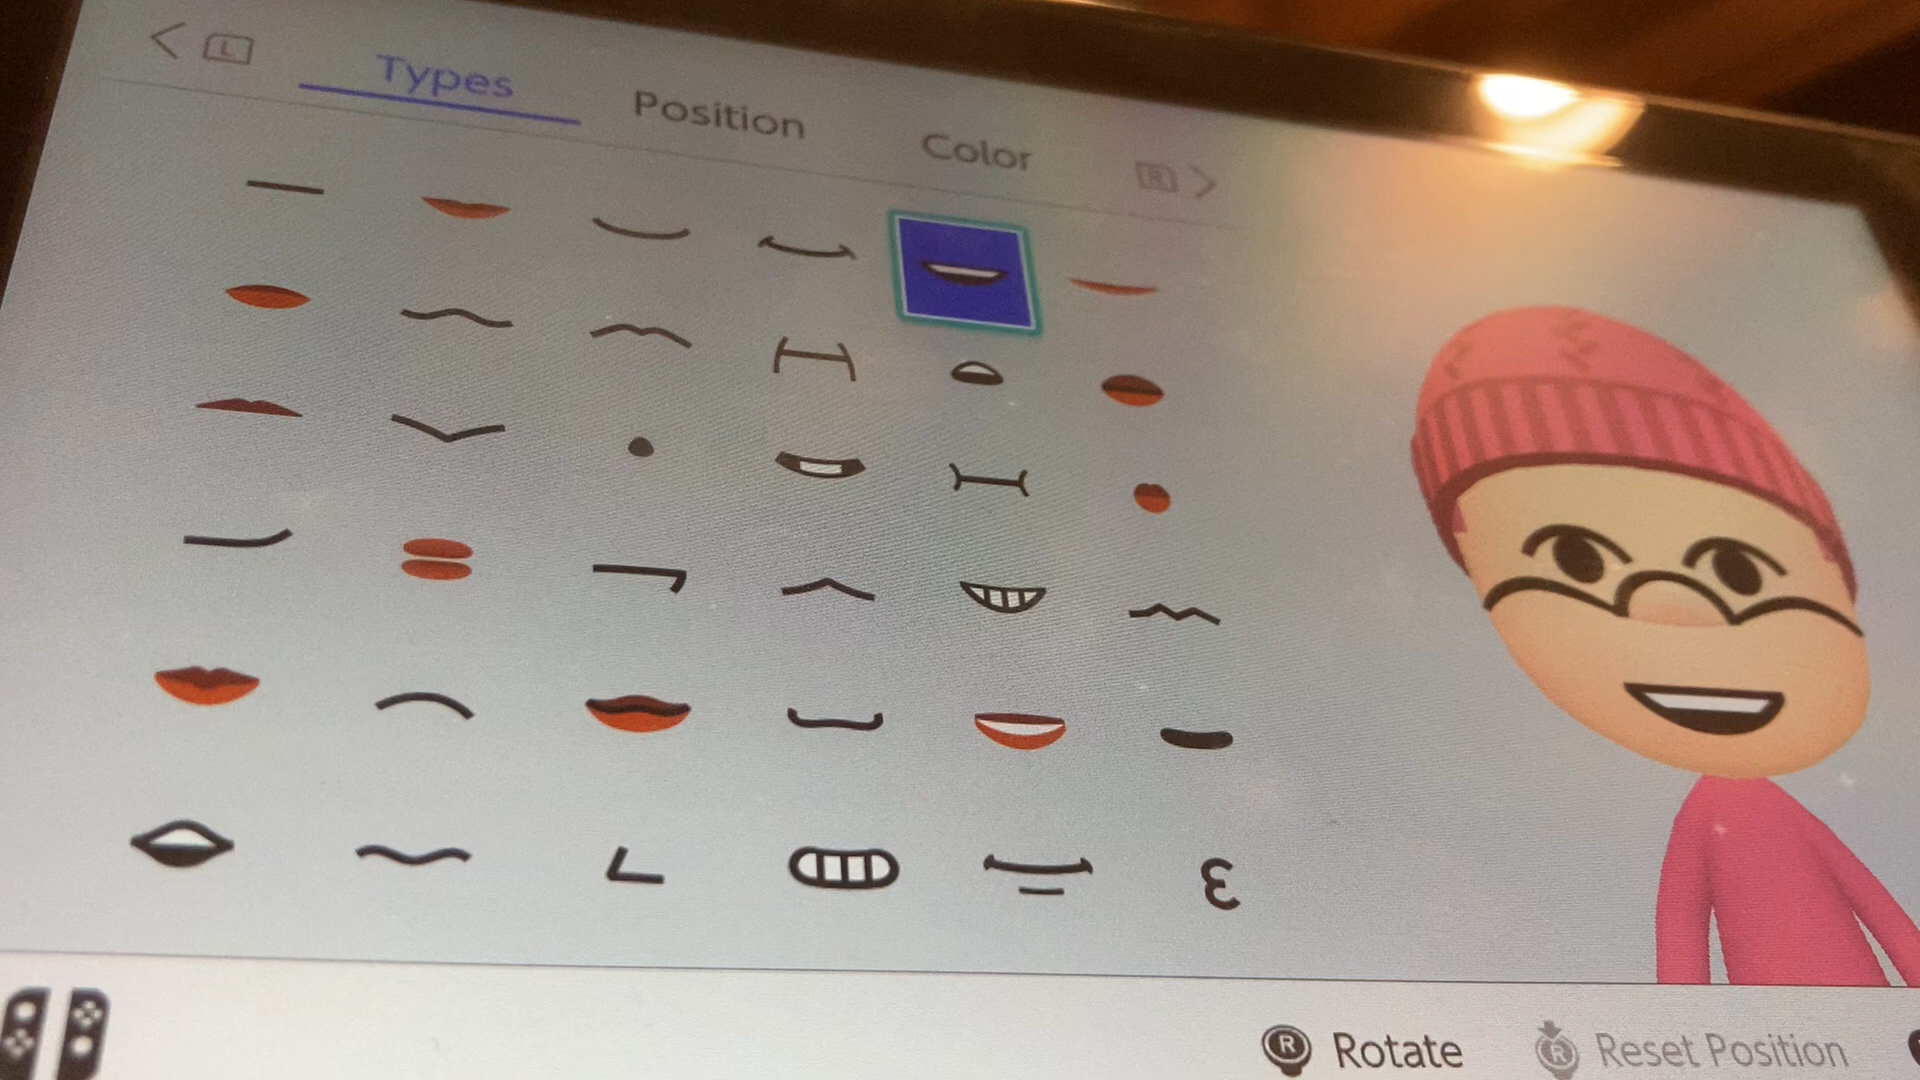 L
Types
Position
Color
R
R Rotate
R Reset Position